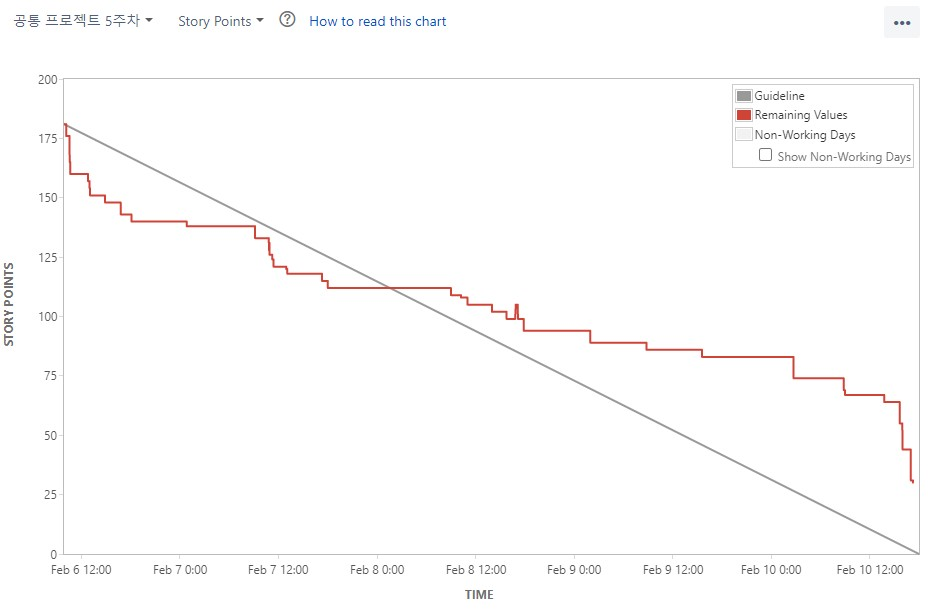 공통 프로젝트 5주차 Story Points ? How to read this chart •••
200
175
150
125
100
75
50
25
0
STORY POINTS
Guideline
Remaining Values
Non-Working Days
Show Non-Working Days
Feb 6 12:00 Feb 7 0:00 Feb 7 12:00 Feb 8 0:00 Feb 8 12:00 Feb 9 0:00 Feb 9 12:00 Feb 10 0:00 Feb 10 12:00
TIME